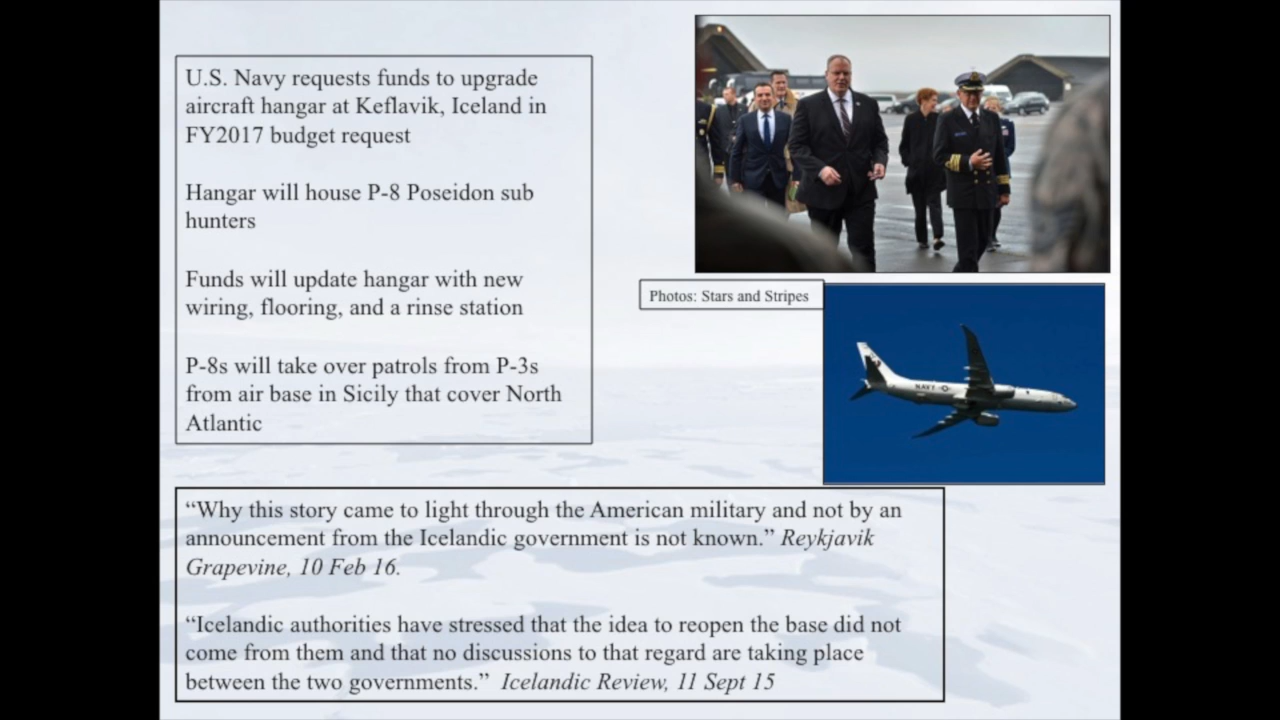 U.S. Navy requests funds to upgrade
aircraft hangar at Keflavik, Iceland in
FY2017 budget request
Hangar will house P-8 Poseidon sub
hunters
Funds will update hangar with new
wiring, flooring, and a rinse station
P-8s will take over patrols from P-3s
from air base in Sicily that cover North
Atlantic
Photos: Stars and Stripes
NAVY
“Why this story came to light through the American military and not by an
announcement from the Icelandic government is not known.” Reykjavik
Grapevine, 10 Feb 16.
“Icelandic authorities have stressed that the idea to reopen the base did not
come from them and that no discussions to that regard are taking place
between the two governments.” Icelandic Review, 11 Sept 15